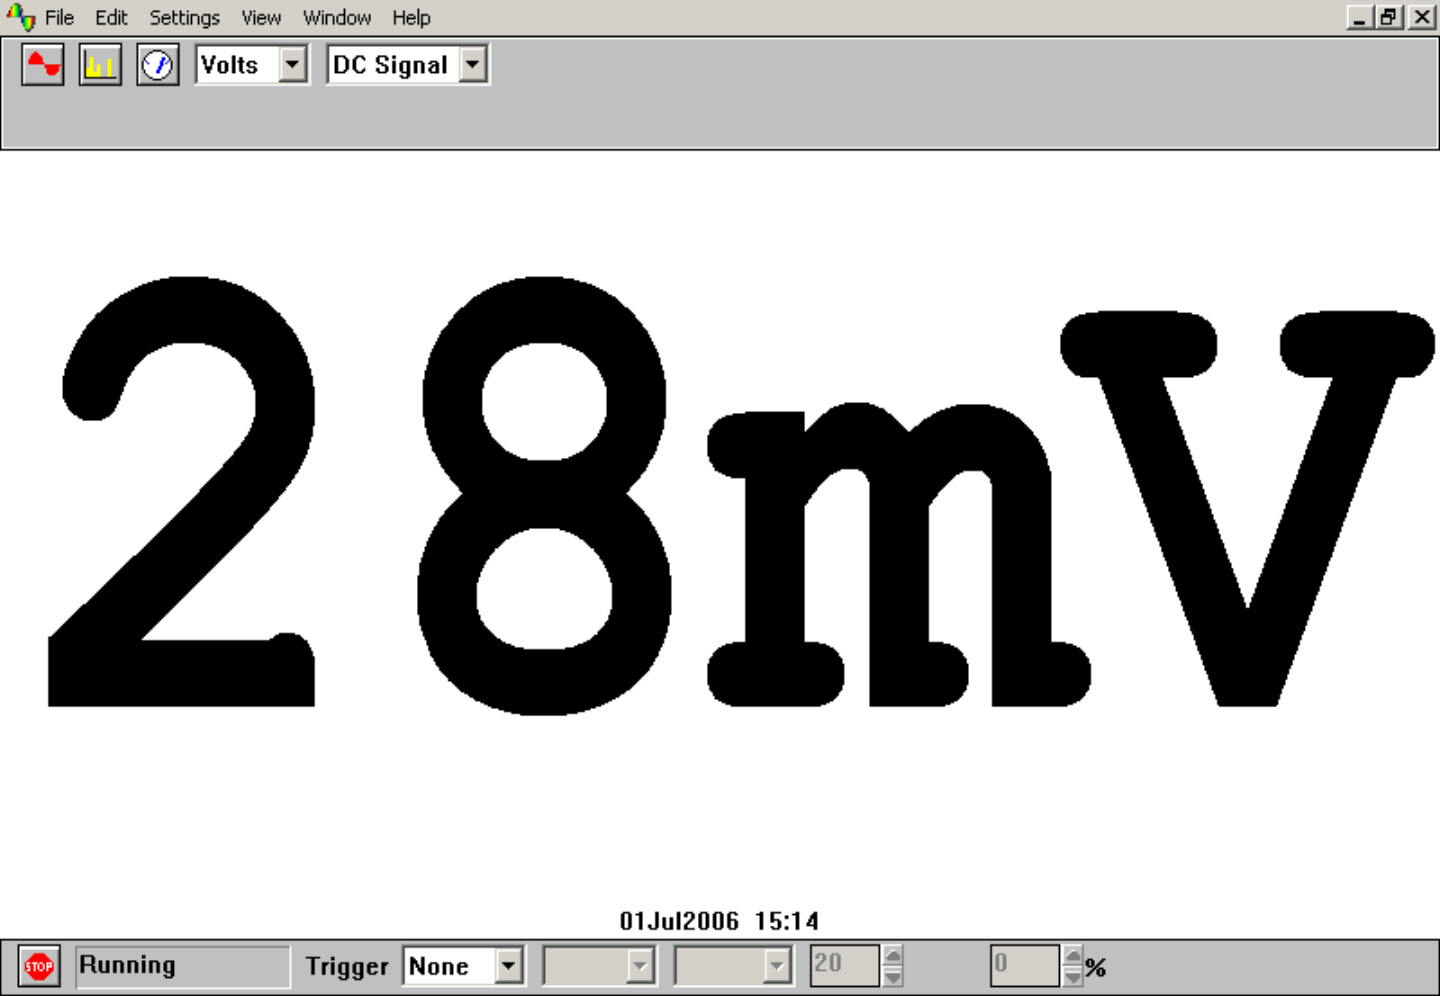 File Edit Settings View Window Help
Volts DC Signal
28mV
01Jul2006 15:14
STOP Running Trigger None 20 0 %